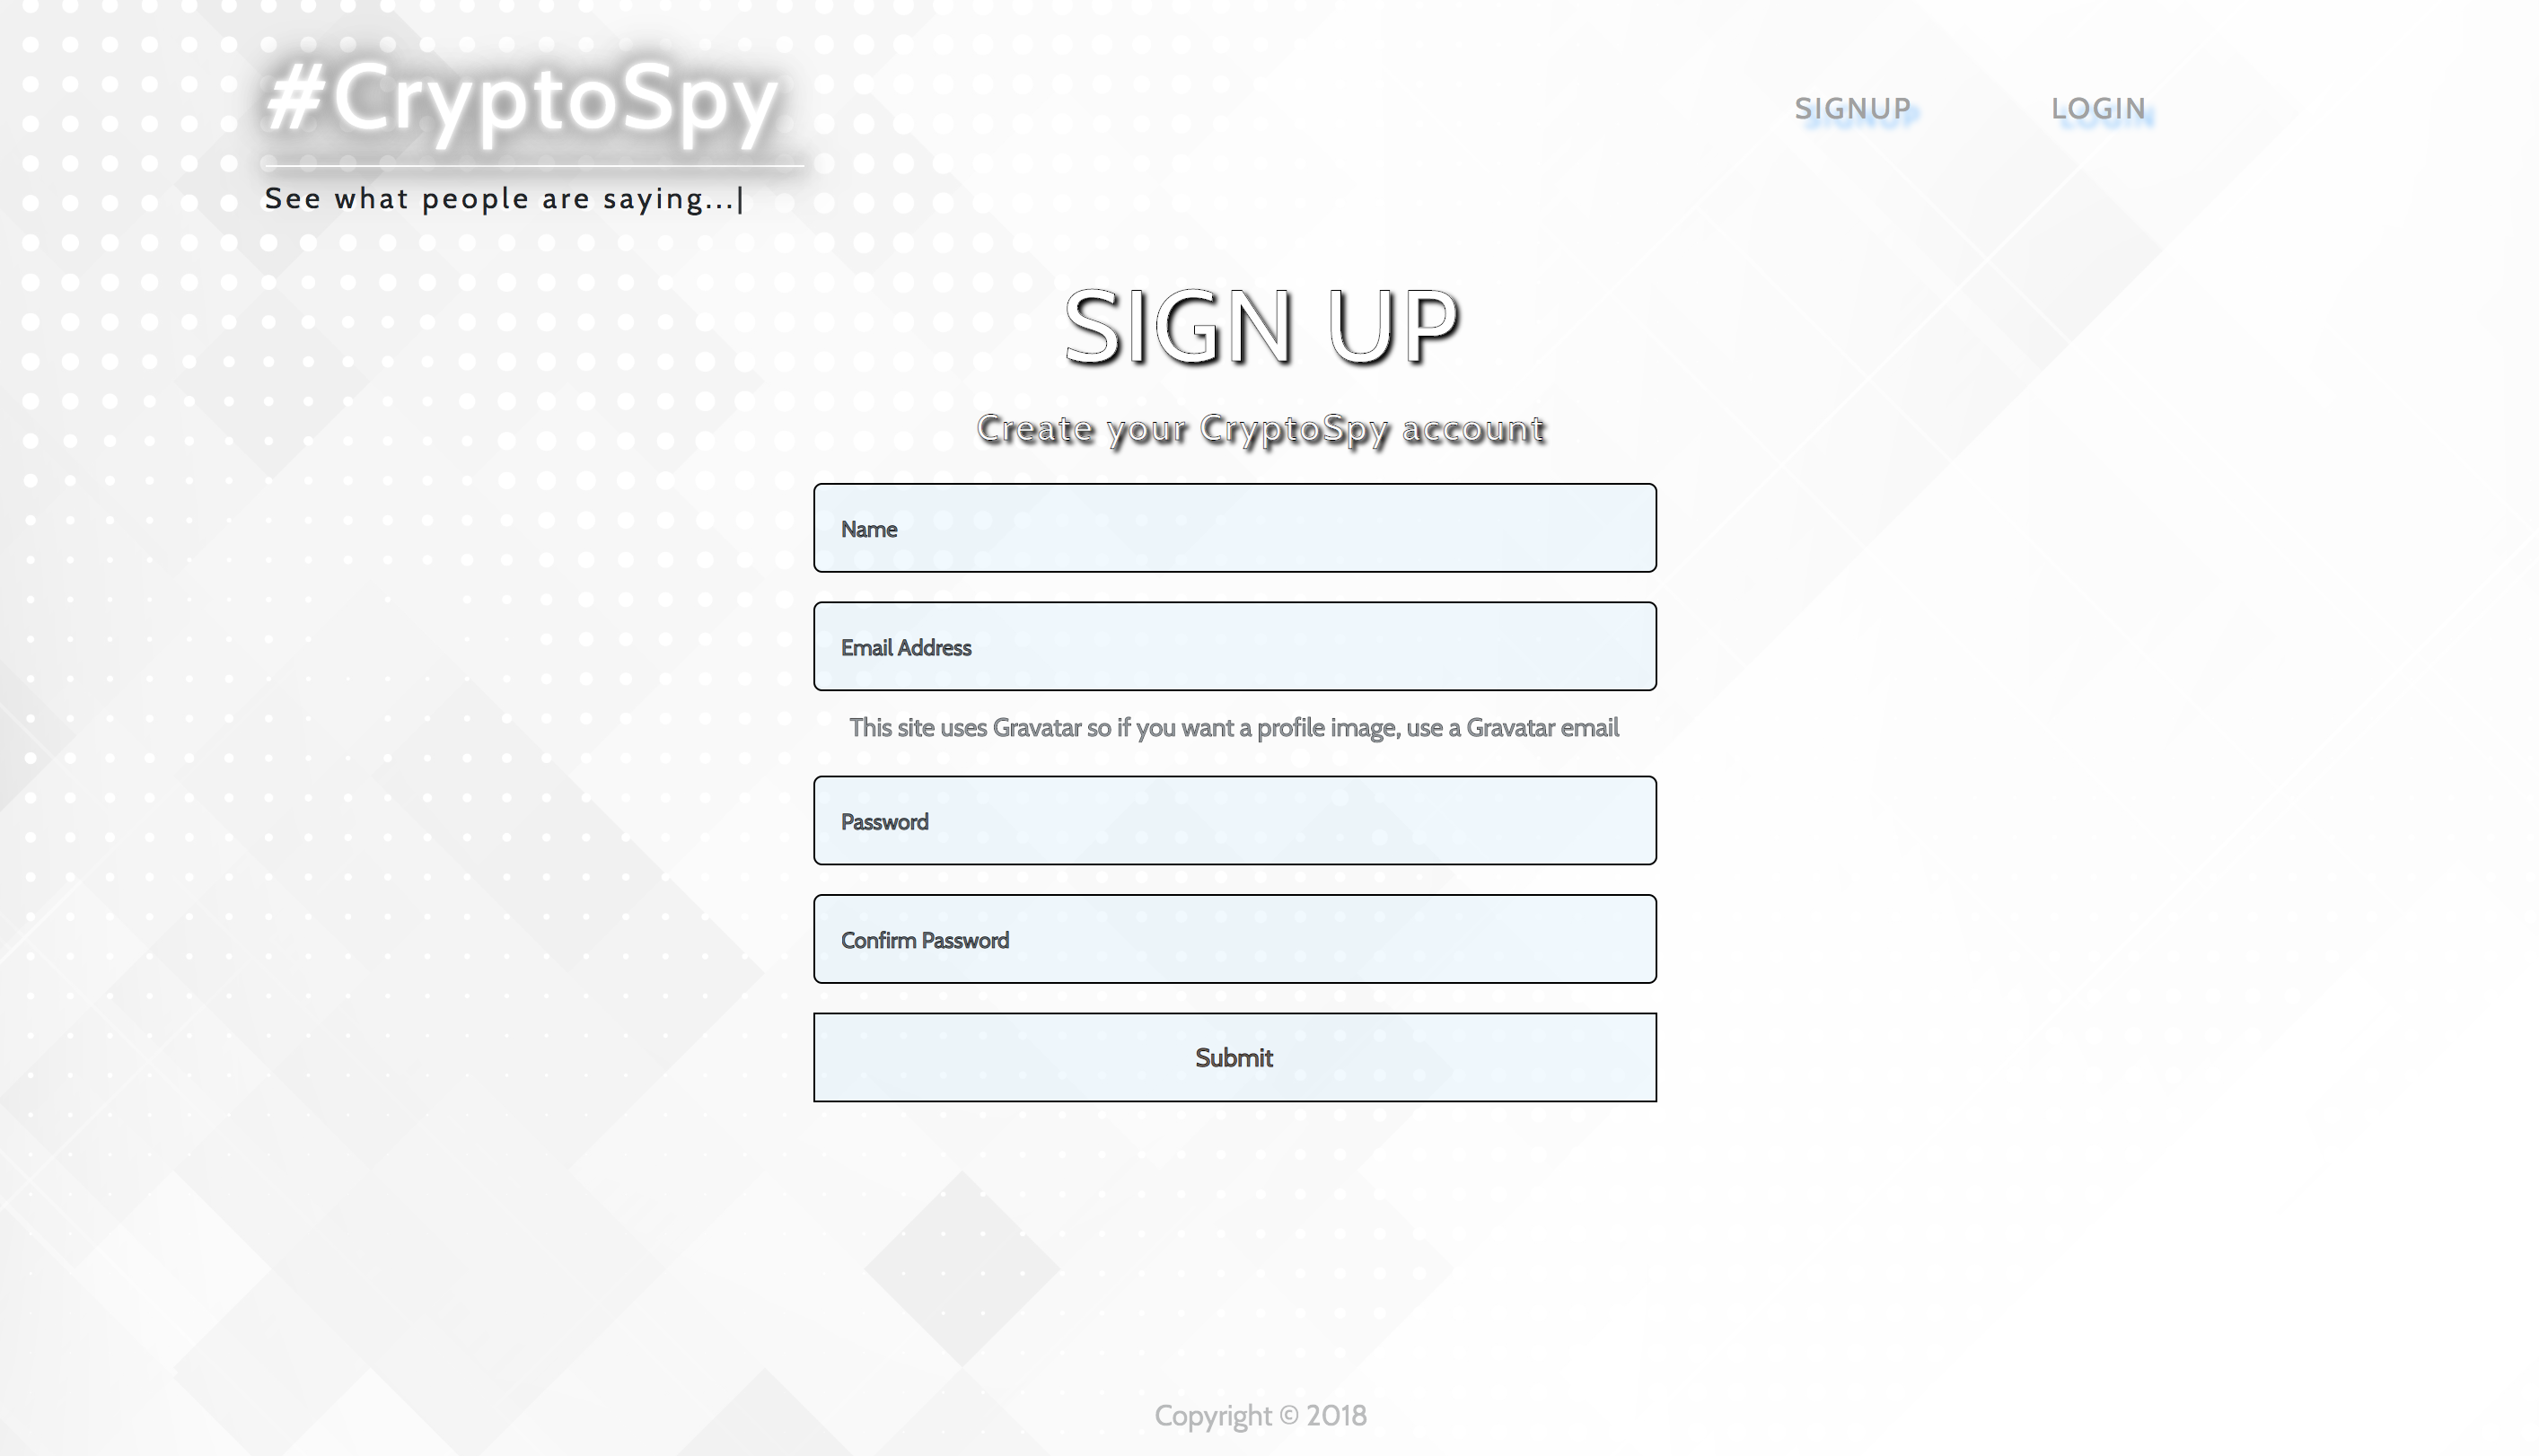 #CryptoSpy
SIGNUP
LOGIN
See what people are saying...|
SIGN UP
Create your CryptoSpy account
Name
Email Address
This site uses Gravatar so if you want a profile image, use a Gravatar email
Password
Confirm Password
Submit
Copyright © 2018